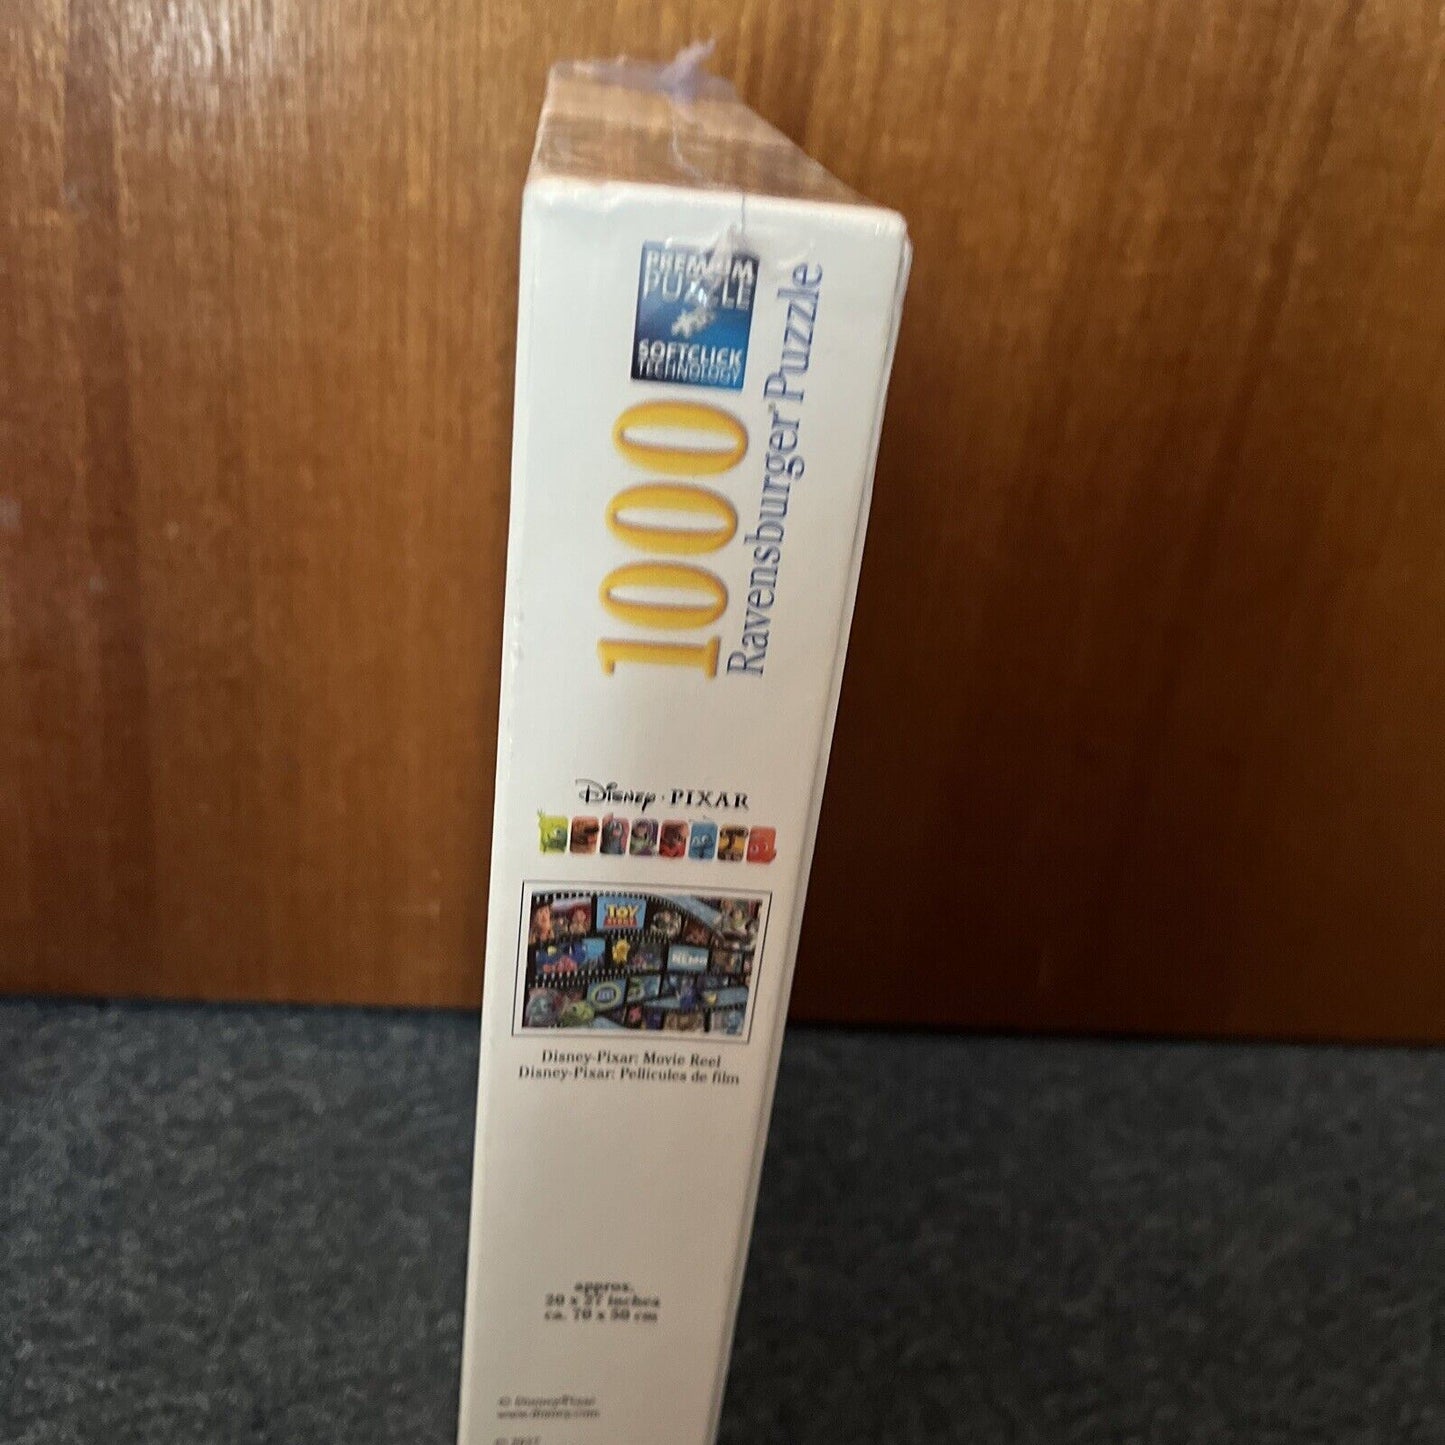 PREMIUM
PUZZLE
SOFTCLICK
TECHNOLOGY
1000
Ravensburger Puzzle
Disney · PIXAR
TOY
Disney-Pixar: Movie Reel
Disney-Pixar: Pellicules de film
approx.
20 x 27 inches
ca. 70 x 50 cm
© Disney/Pixar
www.disney.com